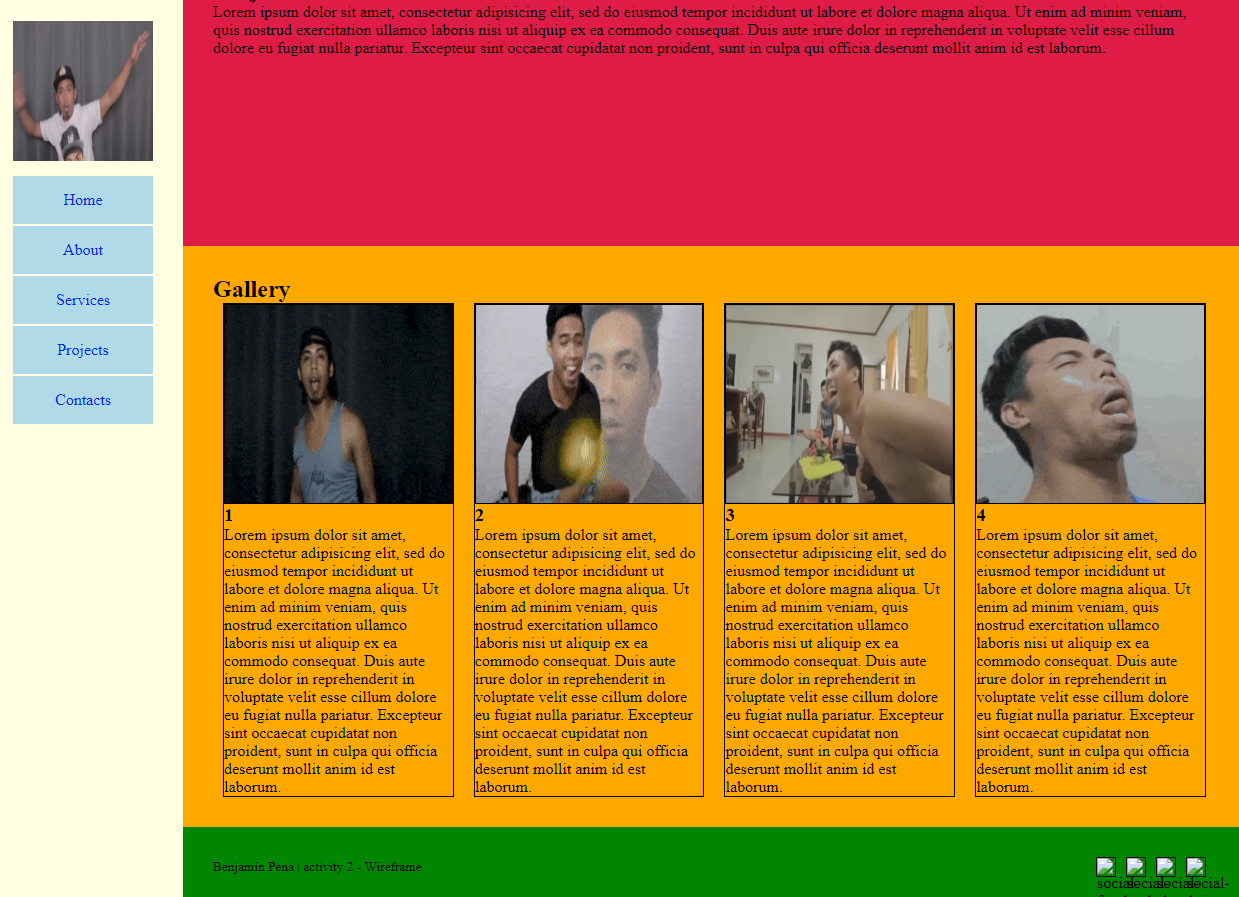 Lorem ipsum dolor sit amet, consectetur adipisicing elit, sed do eiusmod tempor incididunt ut labore et dolore magna aliqua. Ut enim ad minim veniam,
quis nostrud exercitation ullamco laboris nisi ut aliquip ex ea commodo consequat. Duis aute irure dolor in reprehenderit in voluptate velit esse cillum
dolore eu fugiat nulla pariatur. Excepteur sint occaecat cupidatat non proident, sunt in culpa qui officia deserunt mollit anim id est laborum.
Home
About
Services
Projects
Contacts
Gallery
1
Lorem ipsum dolor sit amet,
consectetur adipisicing elit, sed do
eiusmod tempor incididunt ut
labore et dolore magna aliqua. Ut
enim ad minim veniam, quis
nostrud exercitation ullamco
laboris nisi ut aliquip ex ea
commodo consequat. Duis aute
irure dolor in reprehenderit in
voluptate velit esse cillum dolore
eu fugiat nulla pariatur. Excepteur
sint occaecat cupidatat non
proident, sunt in culpa qui officia
deserunt mollit anim id est
laborum.
2
Lorem ipsum dolor sit amet,
consectetur adipisicing elit, sed do
eiusmod tempor incididunt ut
labore et dolore magna aliqua. Ut
enim ad minim veniam, quis
nostrud exercitation ullamco
laboris nisi ut aliquip ex ea
commodo consequat. Duis aute
irure dolor in reprehenderit in
voluptate velit esse cillum dolore
eu fugiat nulla pariatur. Excepteur
sint occaecat cupidatat non
proident, sunt in culpa qui officia
deserunt mollit anim id est
laborum.
3
Lorem ipsum dolor sit amet,
consectetur adipisicing elit, sed do
eiusmod tempor incididunt ut
labore et dolore magna aliqua. Ut
enim ad minim veniam, quis
nostrud exercitation ullamco
laboris nisi ut aliquip ex ea
commodo consequat. Duis aute
irure dolor in reprehenderit in
voluptate velit esse cillum dolore
eu fugiat nulla pariatur. Excepteur
sint occaecat cupidatat non
proident, sunt in culpa qui officia
deserunt mollit anim id est
laborum.
4
Lorem ipsum dolor sit amet,
consectetur adipisicing elit, sed do
eiusmod tempor incididunt ut
labore et dolore magna aliqua. Ut
enim ad minim veniam, quis
nostrud exercitation ullamco
laboris nisi ut aliquip ex ea
commodo consequat. Duis aute
irure dolor in reprehenderit in
voluptate velit esse cillum dolore
eu fugiat nulla pariatur. Excepteur
sint occaecat cupidatat non
proident, sunt in culpa qui officia
deserunt mollit anim id est
laborum.
Benjamin Pena | activity 2 - Wireframe
social-